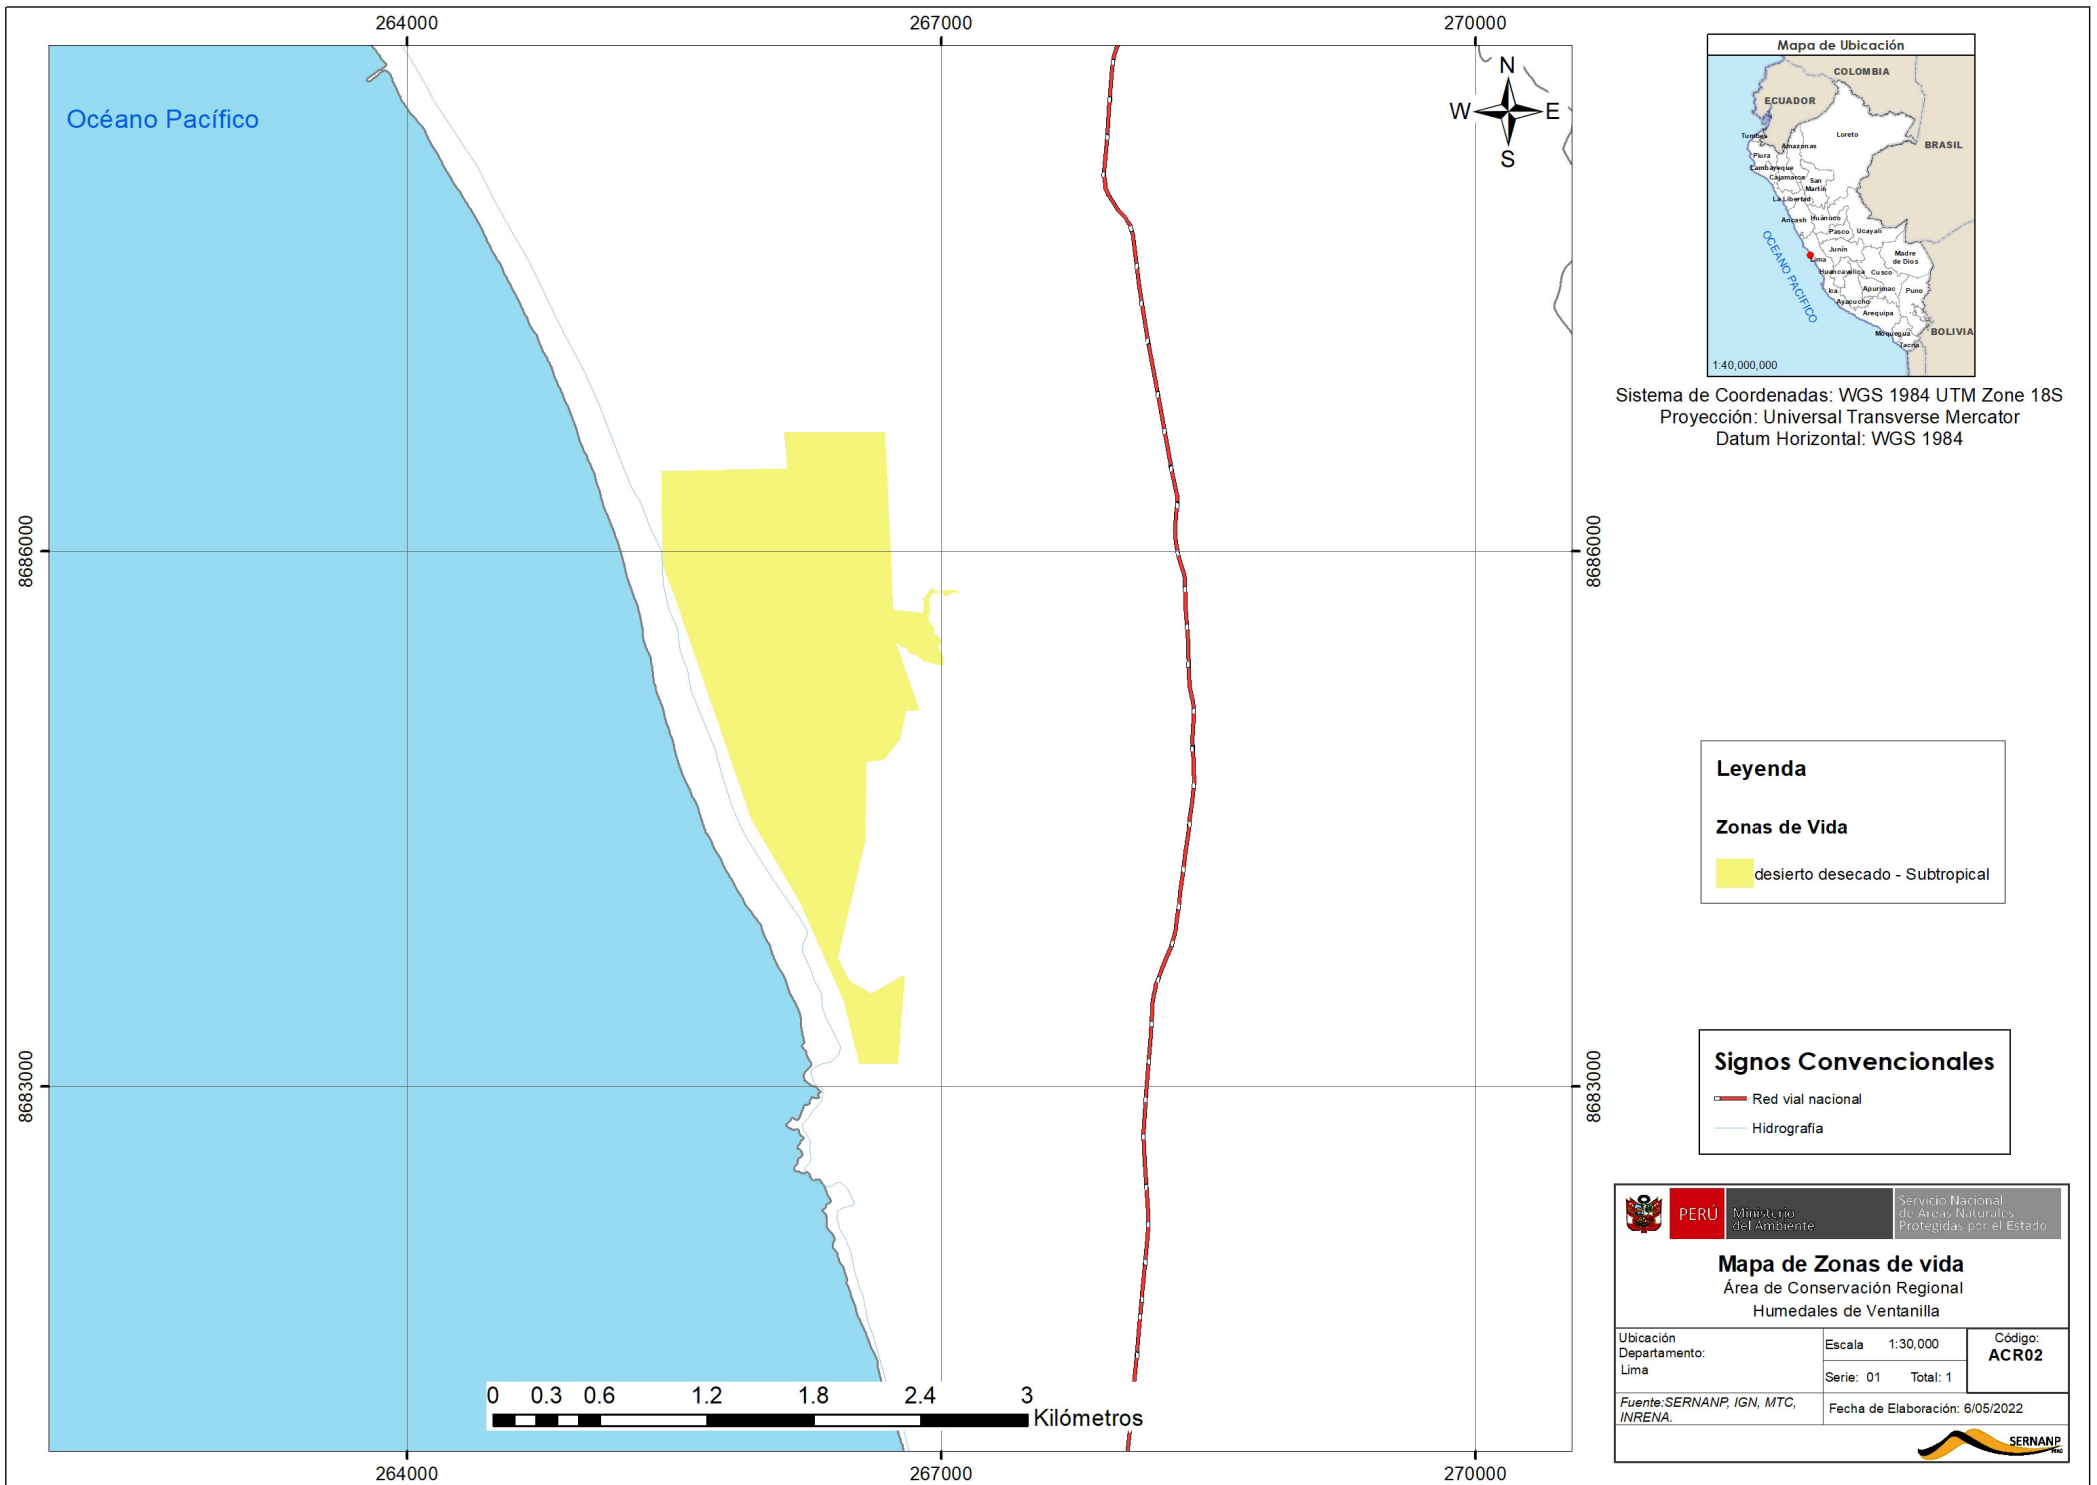 264000
267000
270000
Océano Pacífico
N
W
E
S
8686000
8686000
8683000
8683000
0 0.3 0.6 1.2 1.8 2.4 3
Kilómetros
264000
267000
270000
Mapa de Ubicación
COLOMBIA
ECUADOR
Loreto
Tumbes
Amazonas
BRASIL
Piura
Lambayeque
Cajamarca
San
Martín
La Libertad
Ancash
Huánuco
Pasco
Ucayali
OCEANO PACÍFICO
Junín
Madre
de Dios
Lima
Huancavelica
Cusco
Ica
Apurimac
Puno
Ayacucho
Arequipa
Moquegua
BOLIVIA
Tacna
1:40,000,000
Sistema de Coordenadas: WGS 1984 UTM Zone 18S
Proyección: Universal Transverse Mercator
Datum Horizontal: WGS 1984
Leyenda
Zonas de Vida
desierto desecado - Subtropical
Signos Convencionales
Red vial nacional
Hidrografía
PERÚ
Ministerio
del Ambiente
Servicio Nacional
de Áreas Naturales
Protegidas por el Estado
Mapa de Zonas de vida
Área de Conservación Regional
Humedales de Ventanilla
Ubicación
Departamento:
Lima
Escala 1:30,000
Serie: 01 Total: 1
Código:
ACR02
Fuente:SERNANP, IGN, MTC,
INRENA.
Fecha de Elaboración: 6/05/2022
SERNANP
PERÚ